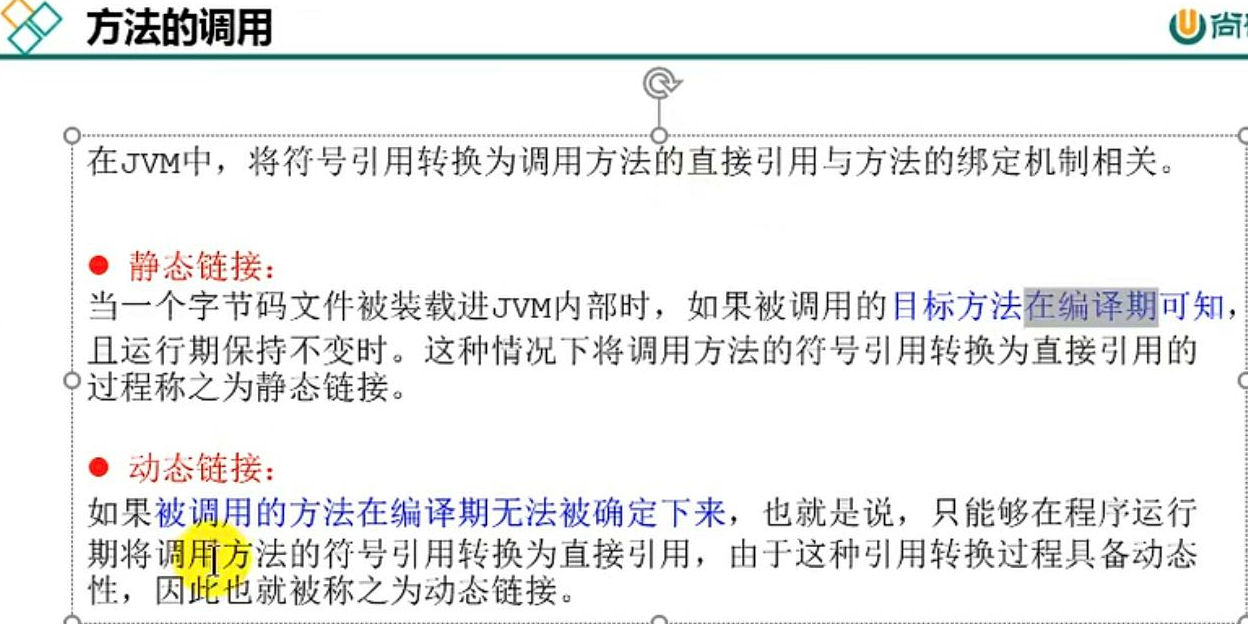 方法的调用
尚
在JVM中，将符号引用转换为调用方法的直接引用与方法的绑定机制相关。
静态链接：
当一个字节码文件被装载进JVM内部时，如果被调用的目标方法在编译期可知，
且运行期保持不变时。这种情况下将调用方法的符号引用转换为直接引用的
过程称之为静态链接。
动态链接：
如果被调用的方法在编译期无法被确定下来，也就是说，只能够在程序运行
期将调用方法的符号引用转换为直接引用，由于这种引用转换过程具备动态
性，因此也就被称之为动态链接。